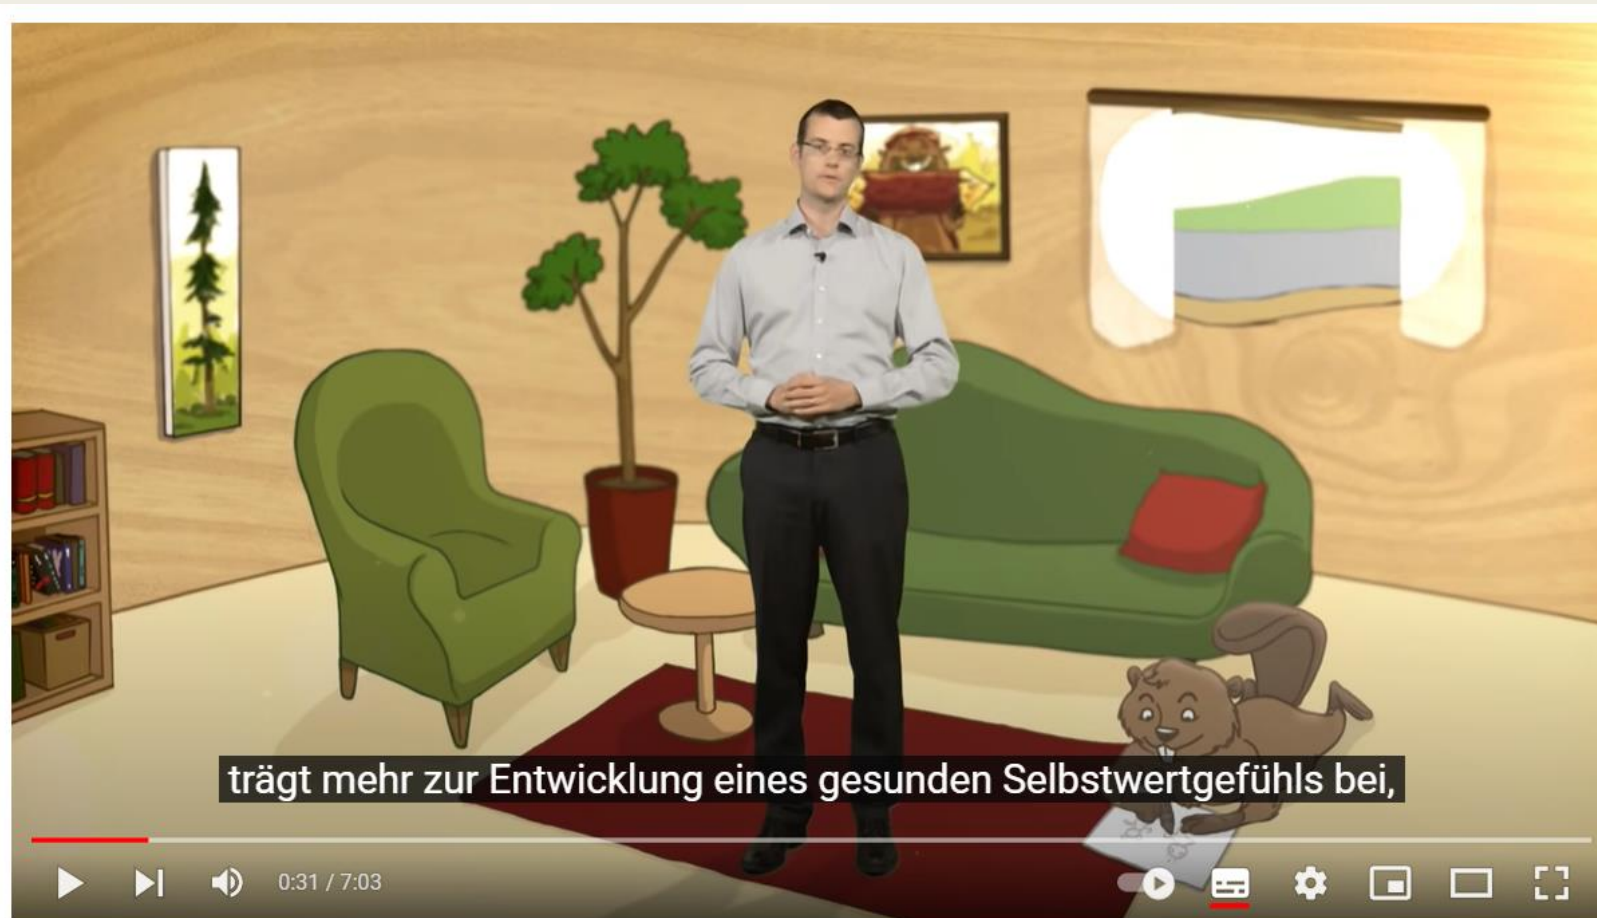 trägt mehr zur Entwicklung eines gesunden Selbstwertgefühls bei,
0:31 / 7:03